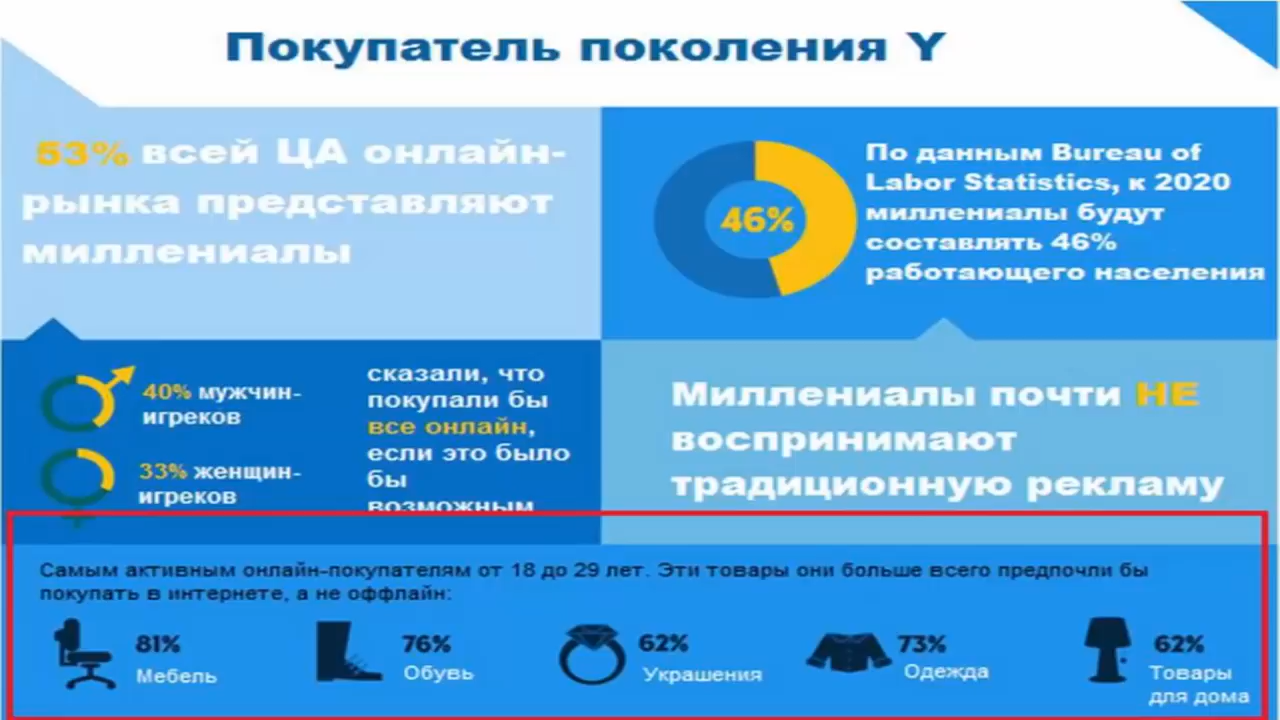 Покупатель поколения Y
53% всей ЦА онлайн-
рынка представляют
миллениалы
46%
По данным Bureau of
Labor Statistics, к 2020
миллениалы будут
составлять 46%
работающего населения
40% мужчин-
игреков
33% женщин-
игреков
сказали, что
покупали бы
все онлайн,
если это было
бы
возможным
Миллениалы почти НЕ
воспринимают
традиционную рекламу
Самым активным онлайн-покупателям от 18 до 29 лет. Эти товары они больше всего предпочли бы
покупать в интернете, а не оффлайн:
81%
Мебель
76%
Обувь
62%
Украшения
73%
Одежда
62%
Товары
для дома